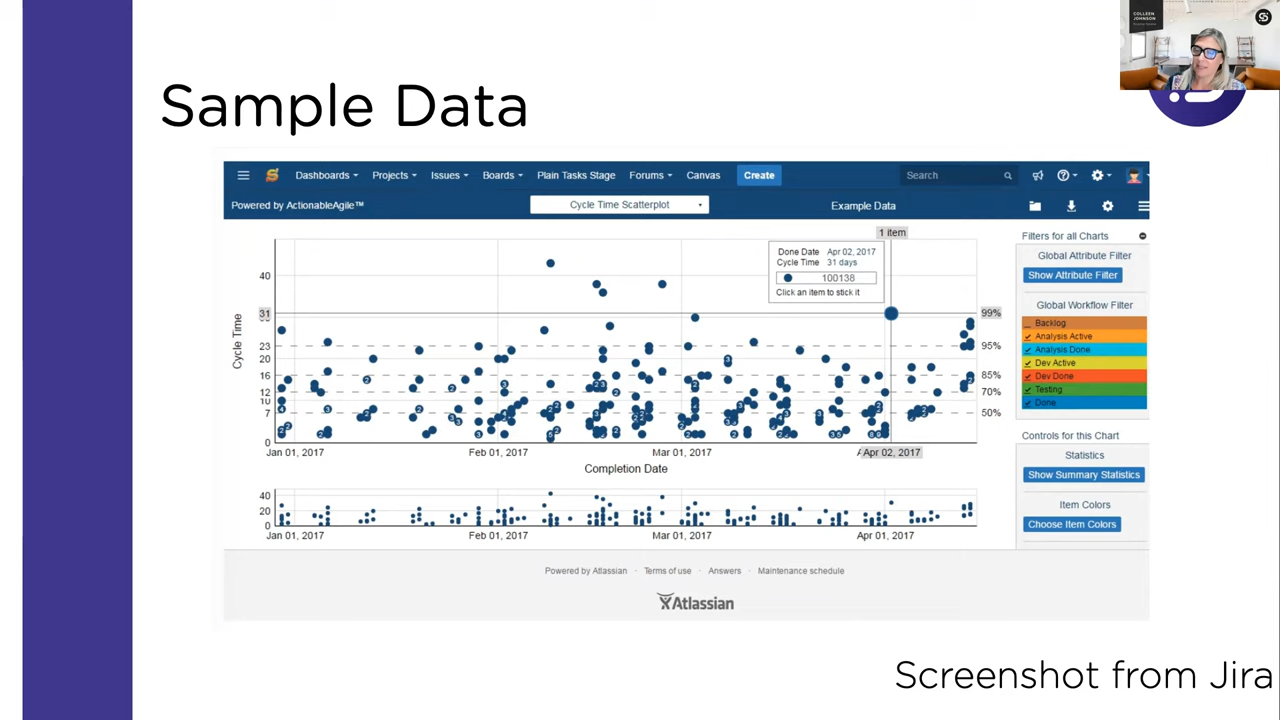 COLLEEN
JOHNSON
Sample Data
Dashboards Projects Issues Boards Plain Tasks Stage Forums Canvas Create Search
Powered by ActionableAgile™ Cycle Time Scatterplot Example Data
1 item
Done Date Apr 02, 2017
Cycle Time 31 days
100138
Click an item to stick it
Cycle Time
40
31
23
20
16
12
10
7
0
99%
95%
85%
70%
50%
Jan 01, 2017 Feb 01, 2017 Mar 01, 2017 Apr 02, 2017
Completion Date
40
20
0
Jan 01, 2017 Feb 01, 2017 Mar 01, 2017 Apr 01, 2017
Filters for all Charts
Global Attribute Filter
Show Attribute Filter
Global Workflow Filter
Backlog
Analysis Active
Analysis Done
Dev Active
Dev Done
Testing
Done
Controls for this Chart
Statistics
Show Summary Statistics
Item Colors
Choose Item Colors
Powered by Atlassian · Terms of use · Answers · Maintenance schedule
Atlassian
Screenshot from Jira